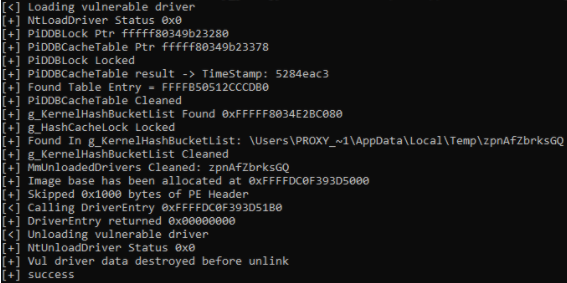 [<] Loading vulnerable driver
[+] NtLoadDriver Status 0x0
[+] PiDDBLock Ptr fffff80349b23280
[+] PiDDBCacheTable Ptr fffff80349b23378
[+] PiDDBLock Locked
[+] PiDDBCacheTable result -> TimeStamp: 5284eac3
[+] Found Table Entry = FFFFB50512CCCDB0
[+] PiDDBCacheTable Cleaned
[+] g_KernelHashBucketList Found 0xFFFFF8034E2BC080
[+] g_HashCacheLock Locked
[+] Found In g_KernelHashBucketList: \Users\PROXY_~1\AppData\Local\Temp\zpnAfZbrksGQ
[+] g_KernelHashBucketList Cleaned
[+] MmUnloadedDrivers Cleaned: zpnAfZbrksGQ
[+] Image base has been allocated at 0xFFFFDC0F393D5000
[+] Skipped 0x1000 bytes of PE Header
[<] Calling DriverEntry 0xFFFFDC0F393D51B0
[+] DriverEntry returned 0x00000000
[<] Unloading vulnerable driver
[+] NtUnloadDriver Status 0x0
[+] Vul driver data destroyed before unlink
[+] success